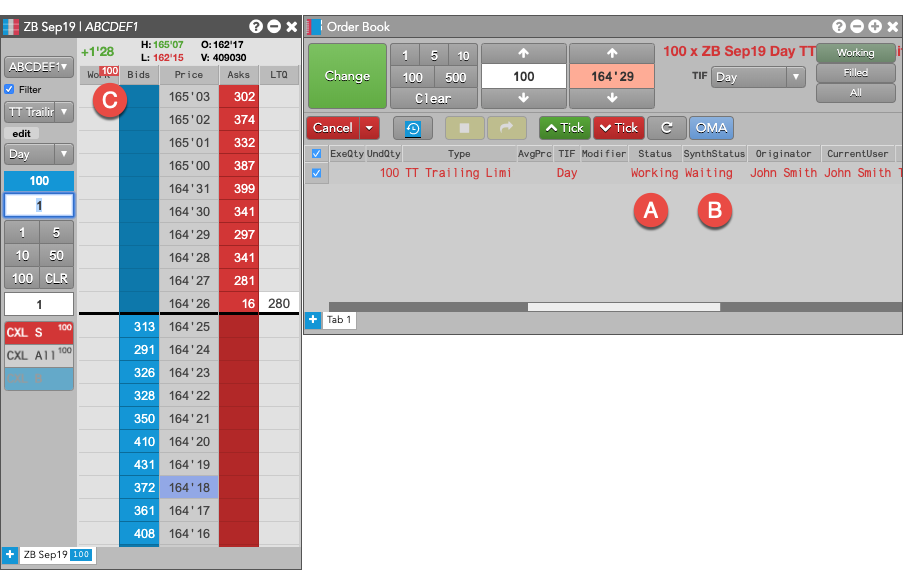 ZB Sep19 | ABCDEF1
+1'28
H: 165'07 O: 162'17
L: 162'15 V: 409030
ABCDEF1
Filter
edit
Day
100
1
1 5
10 50
100 CLR
1
CXL S 100
CXL All 100
100
Bids Price Asks LTQ
C
165'03 302
165'02 374
165'01 332
165'00 387
164'31 399
164'30 341
164'29 297
164'28 341
164'27 281
164'26 16 280
313 164'25
291 164'24
326 164'23
328 164'22
350 164'21
410 164'20
431 164'19
372 164'18
361 164'17
408 164'16
ZB Sep19 100
Order Book
Change
1 5 10
100 500
Clear
100
164'29
100 x ZB Sep19 Day TT
TIF Day
Working
Filled
All
Cancel
Tick
Tick
C
OMA
ExeQty UndQty Type AvgPrc TIF Modifier Status SynthStatus Originator CurrentUser
100 TT Trailing Limi Day Working Waiting John Smith John Smith
A B
Tab 1